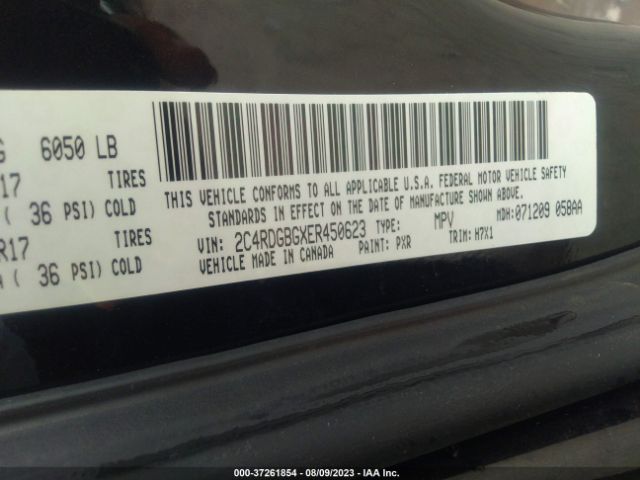 G 6050 LB
17 TIRES
( 36 PSI) COLD
R17 TIRES
A ( 36 PSI) COLD
THIS VEHICLE CONFORMS TO ALL APPLICABLE U.S.A. FEDERAL MOTOR VEHICLE SAFETY
STANDARDS IN EFFECT ON THE DATE OF MANUFACTURE SHOWN ABOVE.
VIN: 2C4RDGBGXER450623 TYPE: MPV MDH: 071209 058AA
VEHICLE MADE IN CANADA PAINT: PXR TRIM: H7X1
000-37261854 - 08/09/2023 - IAA Inc.